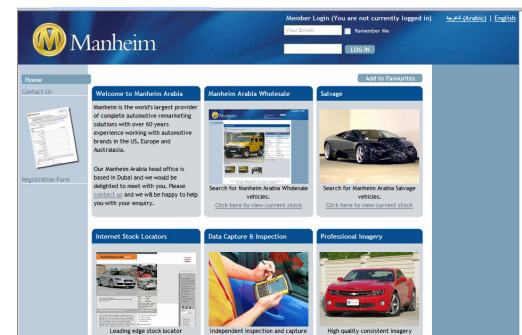 Member Login (You are not currently logged in)
العربية (Arabic) | English
Manheim
Your Email
Remember Me
LOG IN
Home
Add to Favourites
Contact Us
Registration Form
Welcome to Manheim Arabia
Manheim is the world's largest provider
of complete automotive remarketing
solutions with over 60 years
experience working with automotive
brands in the US, Europe and
Australasia.
Our Manheim Arabia head office is
based in Dubai and we would be
delighted to meet with you. Please
contact us and we will be happy to help
you with your enquiry.
Manheim Arabia Wholesale
Search for Manheim Arabia Wholesale
vehicles.
Click here to view current stock
Salvage
Search for Manheim Arabia Salvage
vehicles.
Click here to view current stock
Internet Stock Locators
Leading edge stock locator
Data Capture & Inspection
Independent inspection and capture
Professional Imagery
High quality consistent imagery